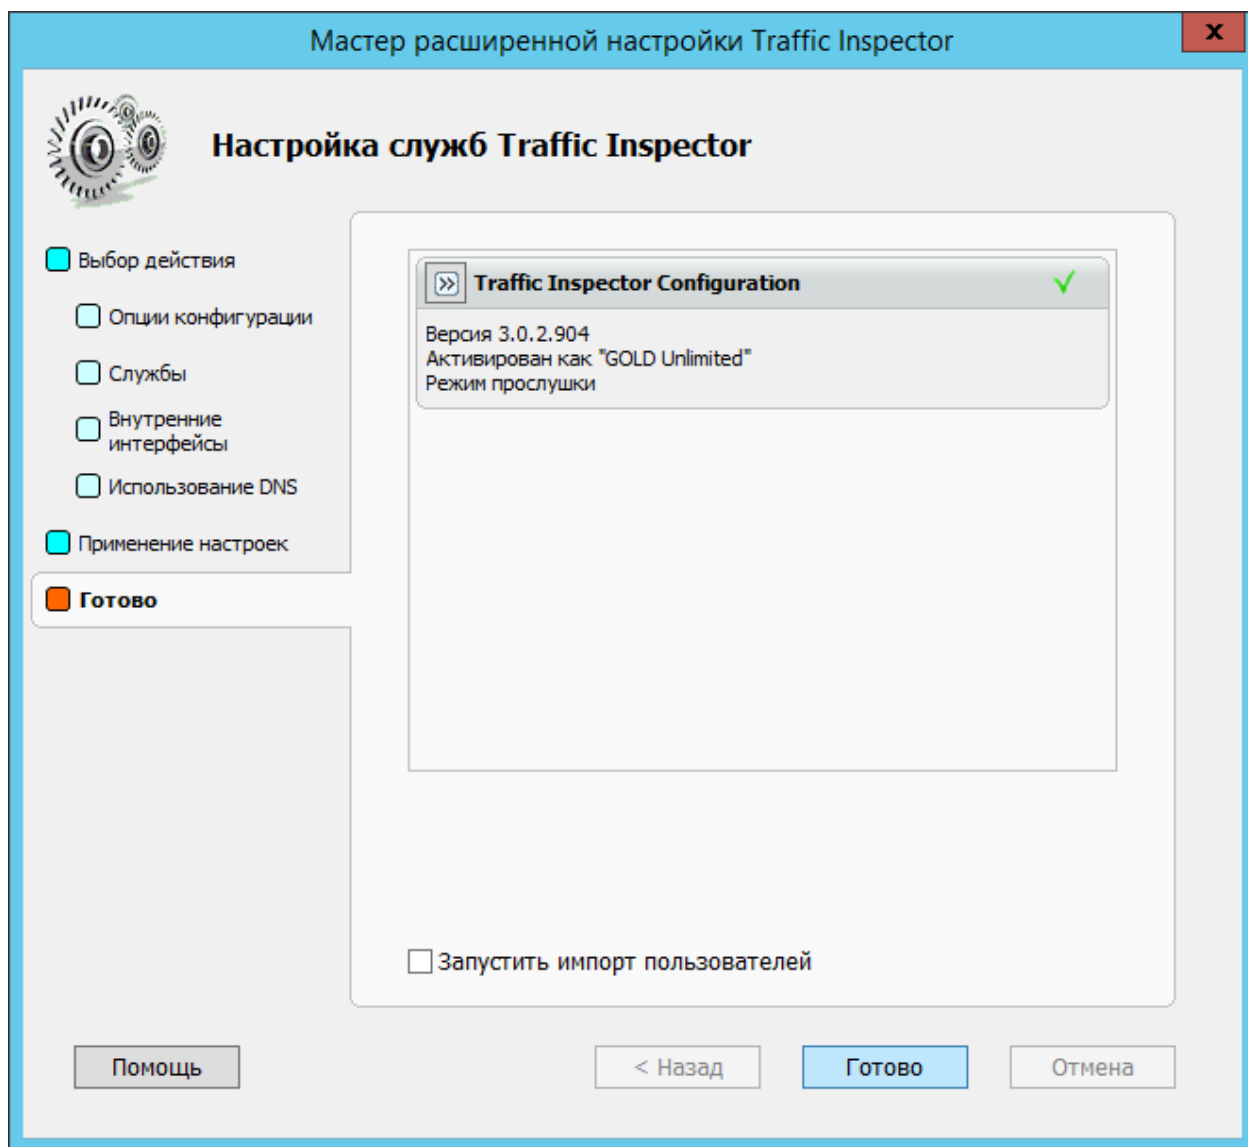 Мастер расширенной настройки Traffic Inspector
x
Настройка служб Traffic Inspector
Выбор действия
Опции конфигурации
Службы
Внутренние
интерфейсы
Использование DNS
Применение настроек
Готово
Traffic Inspector Configuration
Версия 3.0.2.904
Активирован как "GOLD Unlimited"
Режим прослушки
Запустить импорт пользователей
Помощь
< Назад
Готово
Отмена